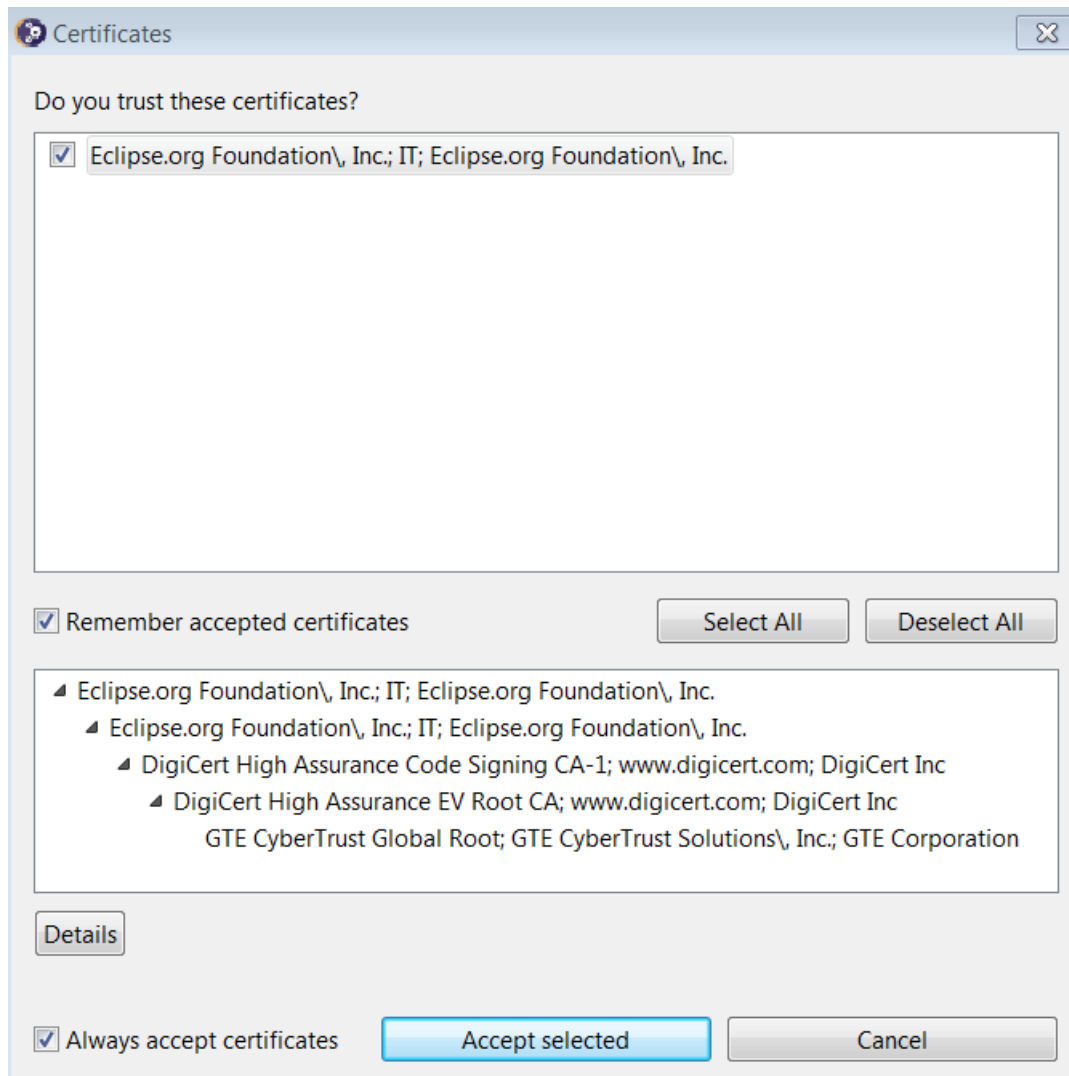 Certificates
Do you trust these certificates?
Eclipse.org Foundation\, Inc.; IT; Eclipse.org Foundation\, Inc.
Remember accepted certificates
Select All
Deselect All
Eclipse.org Foundation\, Inc.; IT; Eclipse.org Foundation\, Inc.
Eclipse.org Foundation\, Inc.; IT; Eclipse.org Foundation\, Inc.
DigiCert High Assurance Code Signing CA-1; www.digicert.com; DigiCert Inc
DigiCert High Assurance EV Root CA; www.digicert.com; DigiCert Inc
GTE CyberTrust Global Root; GTE CyberTrust Solutions\, Inc.; GTE Corporation
Details
Always accept certificates
Accept selected
Cancel